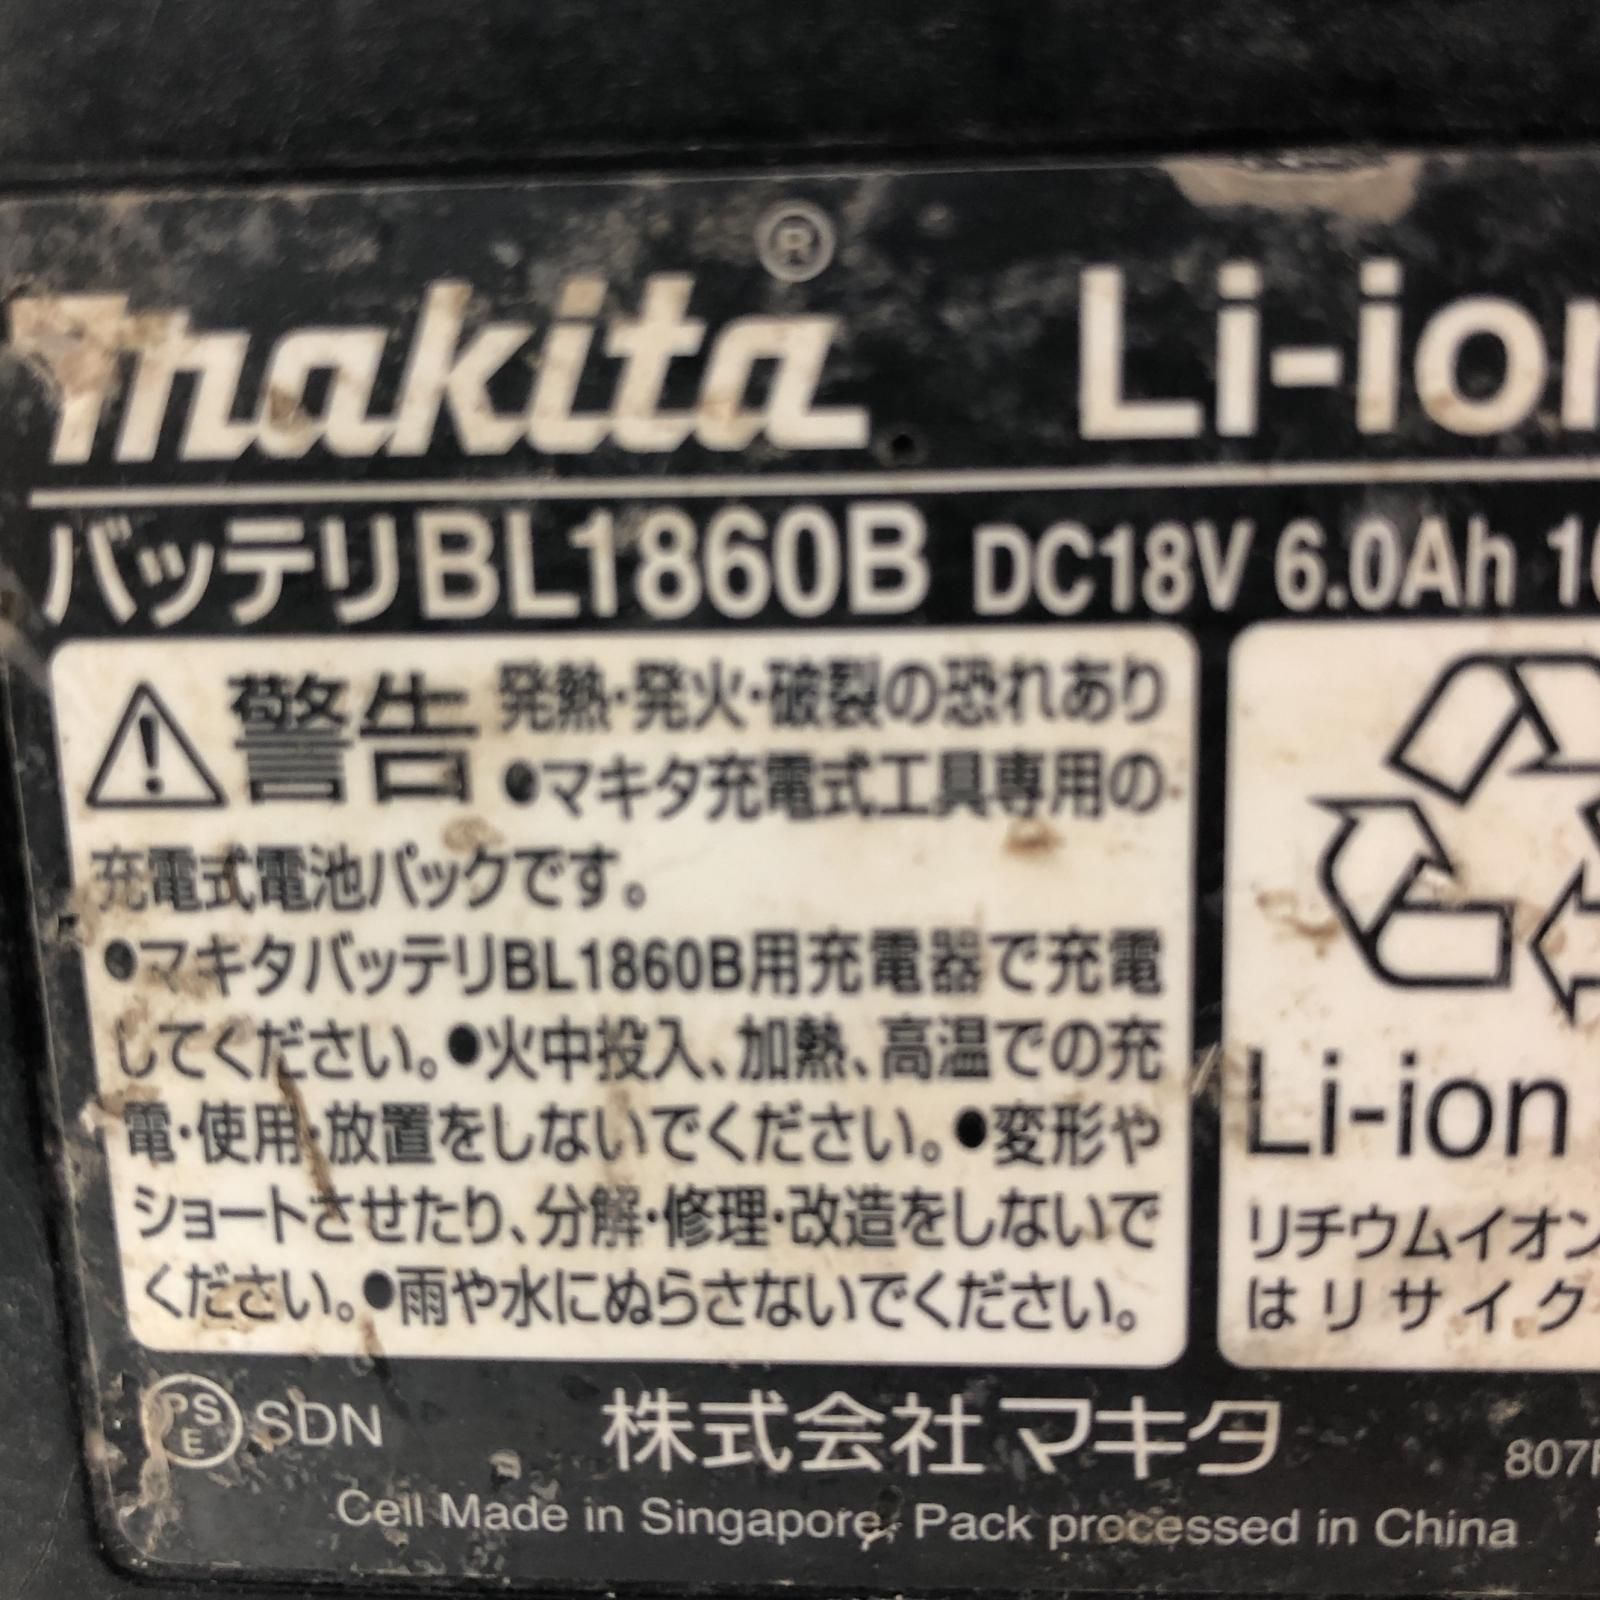 makita® Li-ion
バッテリBL1860B DC18V 6.0Ah
警告 発熱・発火・破裂の恐れあり
●マキタ充電式工具専用の
充電式電池パックです。
●マキタバッテリBL1860B用充電器で充電
してください。●火中投入、加熱、高温での充
電・使用・放置をしないでください。●変形や
ショートさせたり、分解・修理・改造をしないで
ください。●雨や水にぬらさないでください。
Li-ion
リチウムイオン
はリサイク
PSE SDN 株式会社マキタ
807
Cell Made in Singapore, Pack processed in China